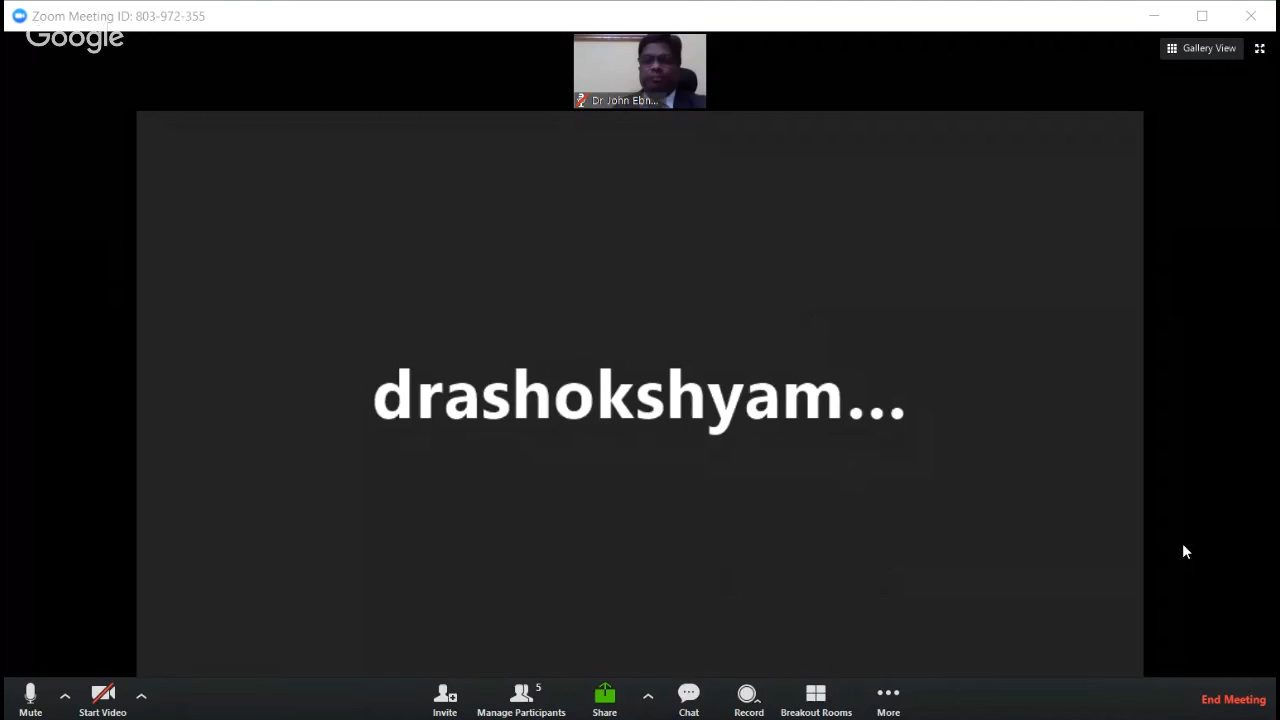 Zoom Meeting ID: 803-972-355
Google
Gallery View
Dr John Ebn...
drashokshyam...
Mute
Start Video
Invite
5
Manage Participants
Share
Chat
Record
Breakout Rooms
More
End Meeting